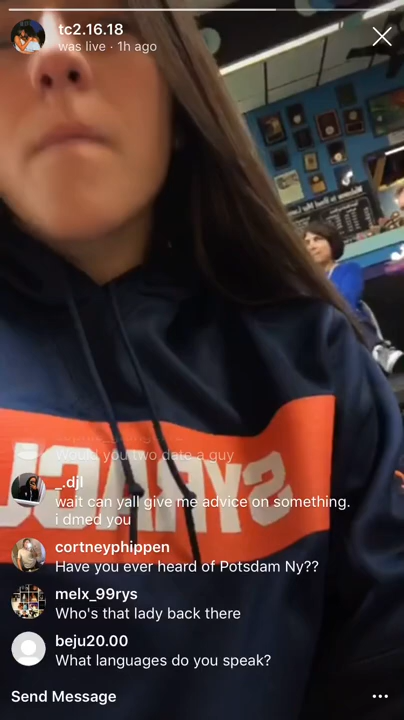 tc2.16.18
was live · 1h ago
Would you two date a guy
_.djl
wait can yall give me advice on something.
i dmed you
cortneyphippen
Have you ever heard of Potsdam Ny??
melx_99rys
Who's that lady back there
beju20.00
What languages do you speak?
Send Message